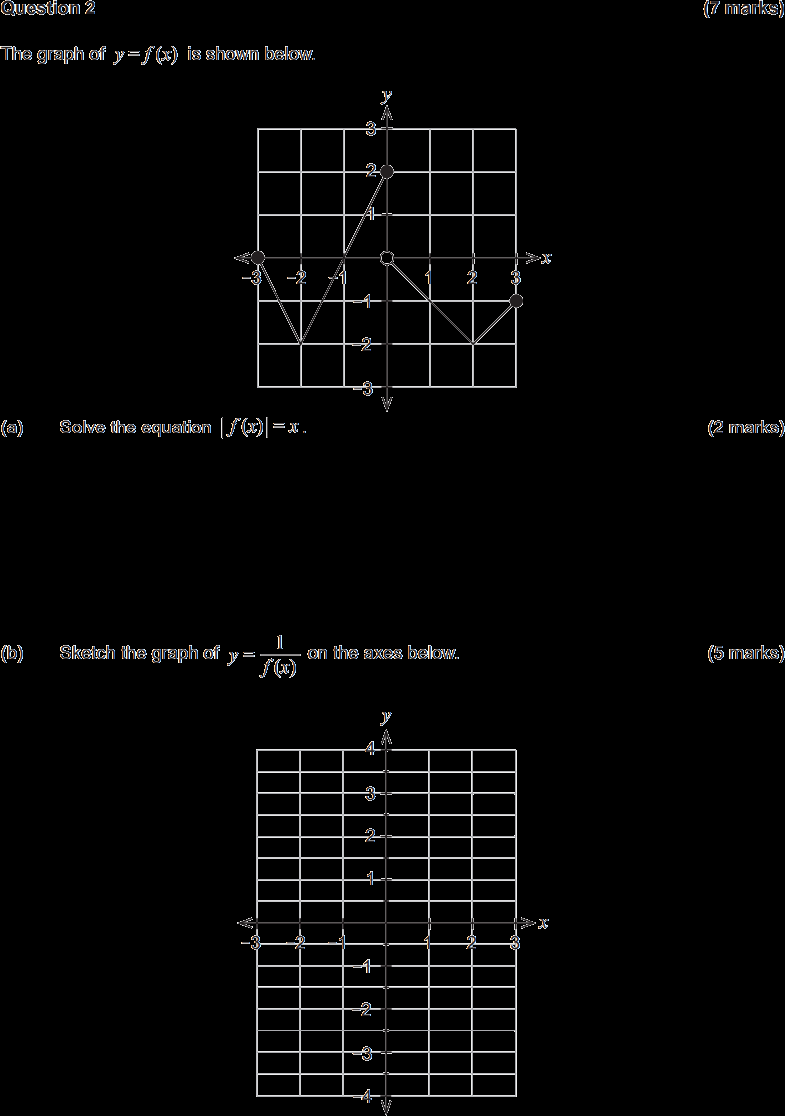 Question 2 (7 marks)
The graph of y = f(x) is shown below.
y
3
2
1
x
−3 −2 −1 1 2 3
−1
−2
−3
(a) Solve the equation |f(x)| = x. (2 marks)
(b) Sketch the graph of y = 1/f(x) on the axes below. (5 marks)
y
4
3
2
1
x
−3 −2 −1 1 2 3
−1
−2
−3
−4